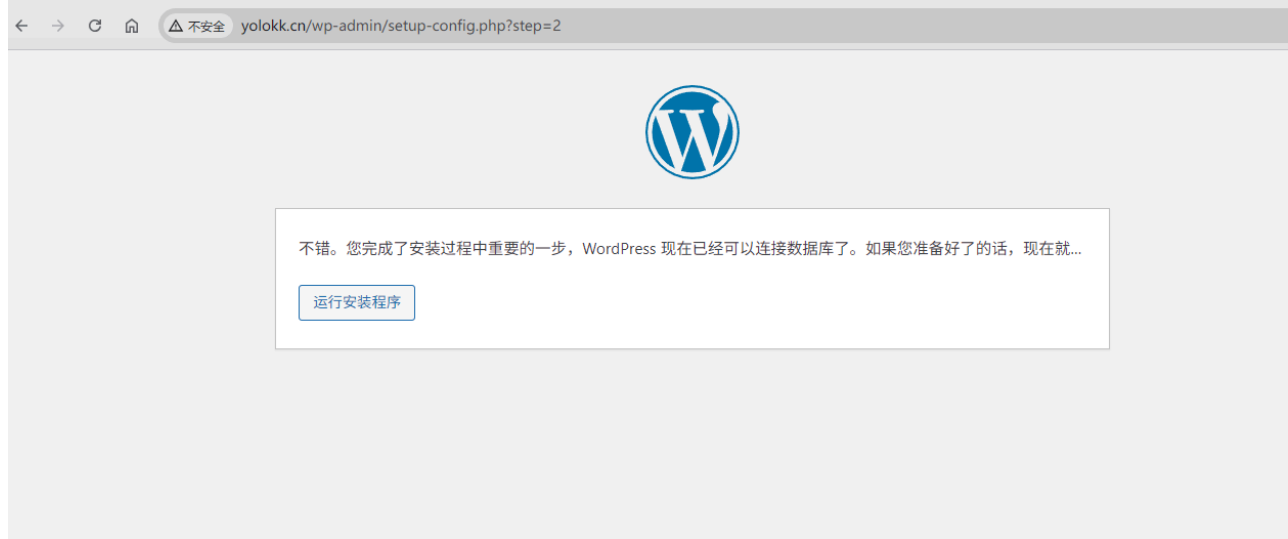 不安全 yolokk.cn/wp-admin/setup-config.php?step=2
W
不错。您完成了安装过程中重要的一步，WordPress 现在已经可以连接数据库了。如果您准备好了的话，现在就...
运行安装程序